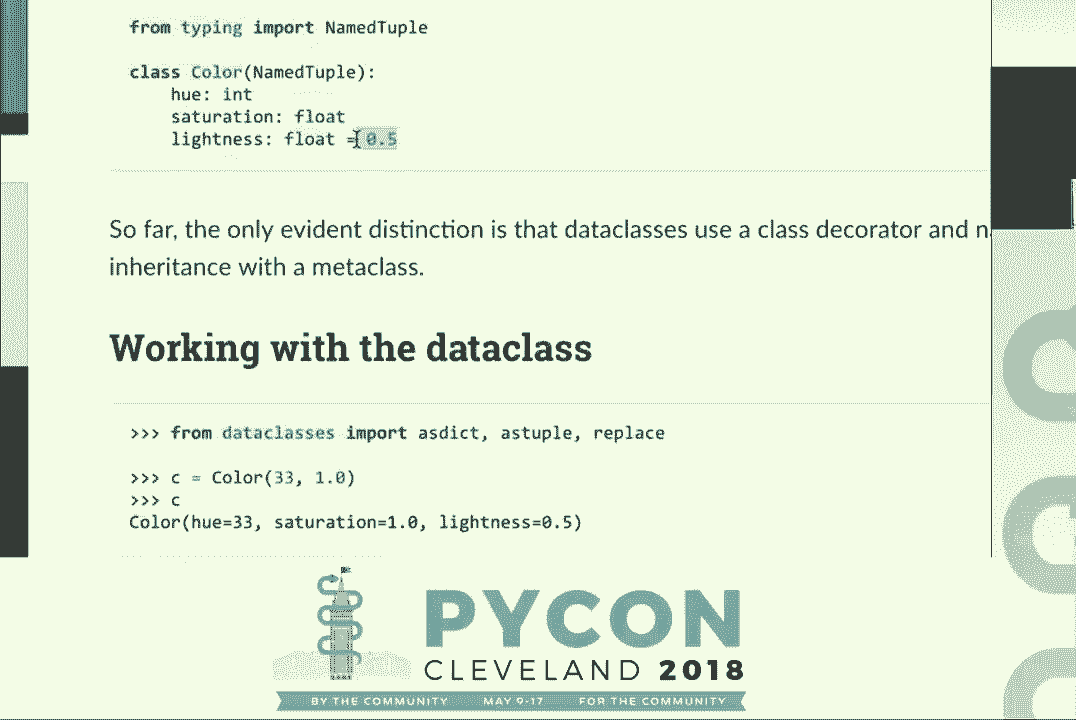 from typing import NamedTuple
class Color(NamedTuple):
hue: int
saturation: float
lightness: float = 0.5
So far, the only evident distinction is that dataclasses use a class decorator and
inheritance with a metaclass.
Working with the dataclass
>>> from dataclasses import asdict, astuple, replace
>>> c = Color(33, 1.0)
>>> c
Color(hue=33, saturation=1.0, lightness=0.5)
PYCON
CLEVELAND 2018
BY THE COMMUNITY MAY 9-17 FOR THE COMMUNITY